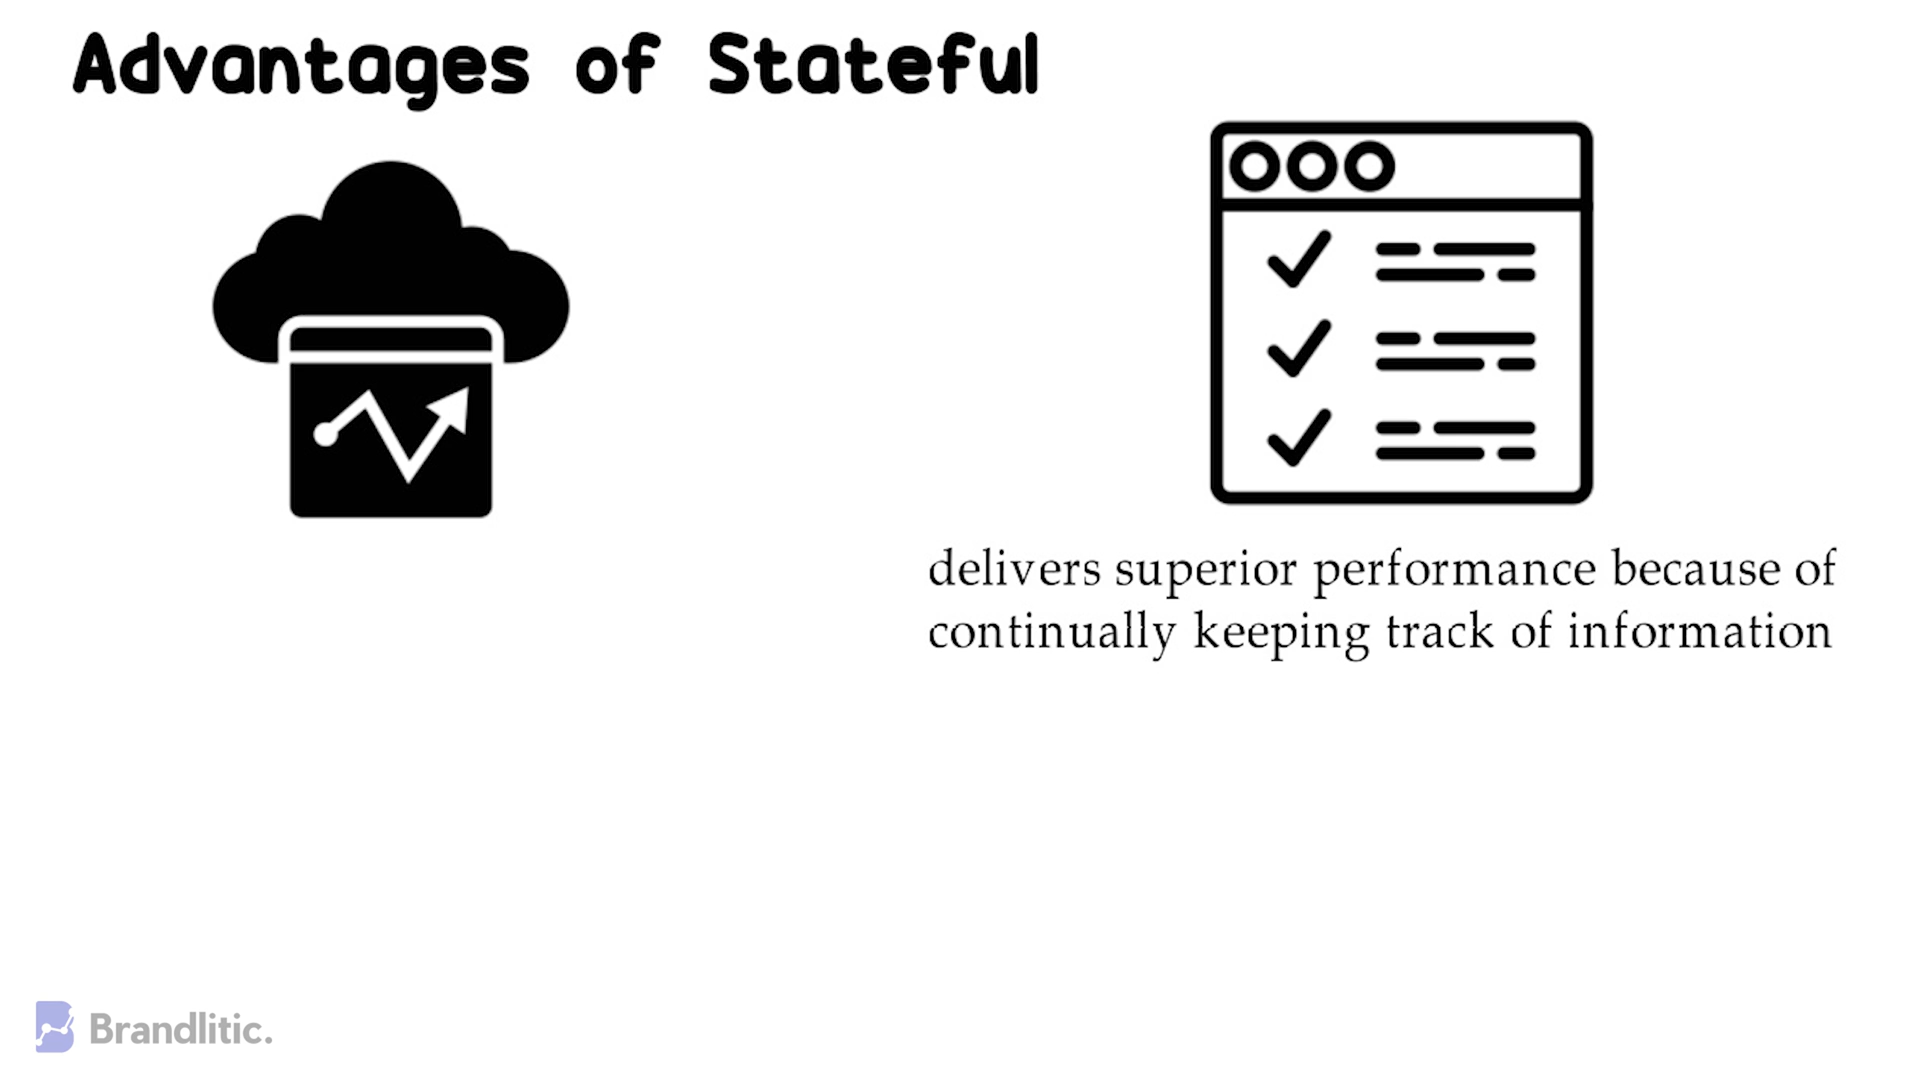 Advantages of Stateful
delivers superior performance because of
continually keeping track of information
Brandlitic.